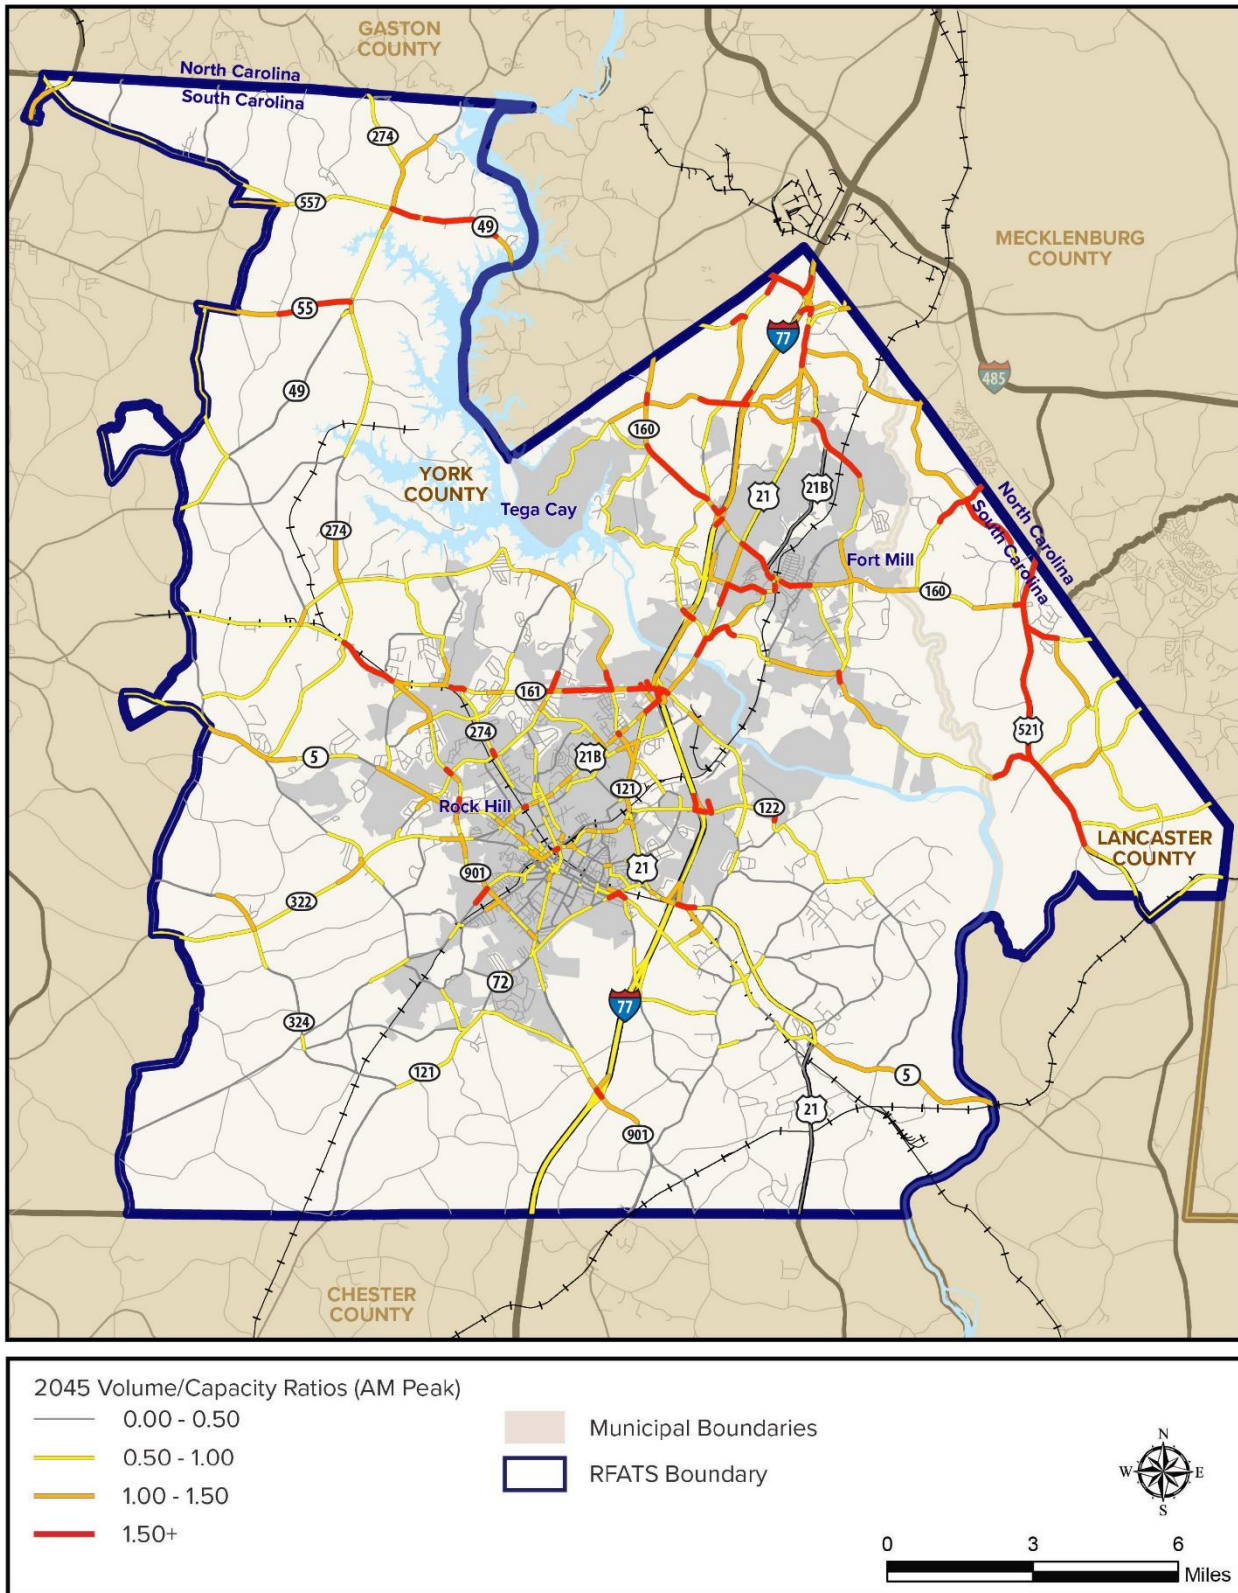 GASTON
COUNTY
North Carolina
South Carolina
274
557
49
MECKLENBURG
COUNTY
55
77
485
49
160
YORK
COUNTY
21
21B
Tega Cay
North Carolina
South Carolina
274
Fort Mill
160
161
274
521
21B
5
121
Rock Hill
122
LANCASTER
COUNTY
21
901
322
72
77
324
121
5
21
901
CHESTER
COUNTY
2045 Volume/Capacity Ratios (AM Peak)
0.00 - 0.50
0.50 - 1.00
1.00 - 1.50
1.50+
Municipal Boundaries
RFATS Boundary
N
W E
S
0 3 6
Miles